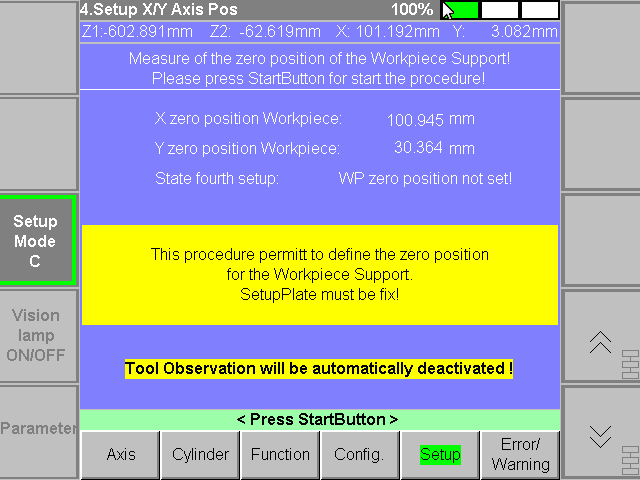 4.Setup X/Y Axis Pos 100%
Z1:-602.891mm Z2: -62.619mm X: 101.192mm Y: 3.082mm
Measure of the zero position of the Workpiece Support!
Please press StartButton for start the procedure!
X zero position Workpiece: 100.945 mm
Y zero position Workpiece: 30.364 mm
State fourth setup: WP zero position not set!
Setup
Mode
C
This procedure permitt to define the zero position
for the Workpiece Support.
SetupPlate must be fix!
Vision
lamp
ON/OFF
Tool Observation will be automatically deactivated !
Parameter
< Press StartButton >
Axis
Cylinder
Function
Config.
Setup
Error/
Warning